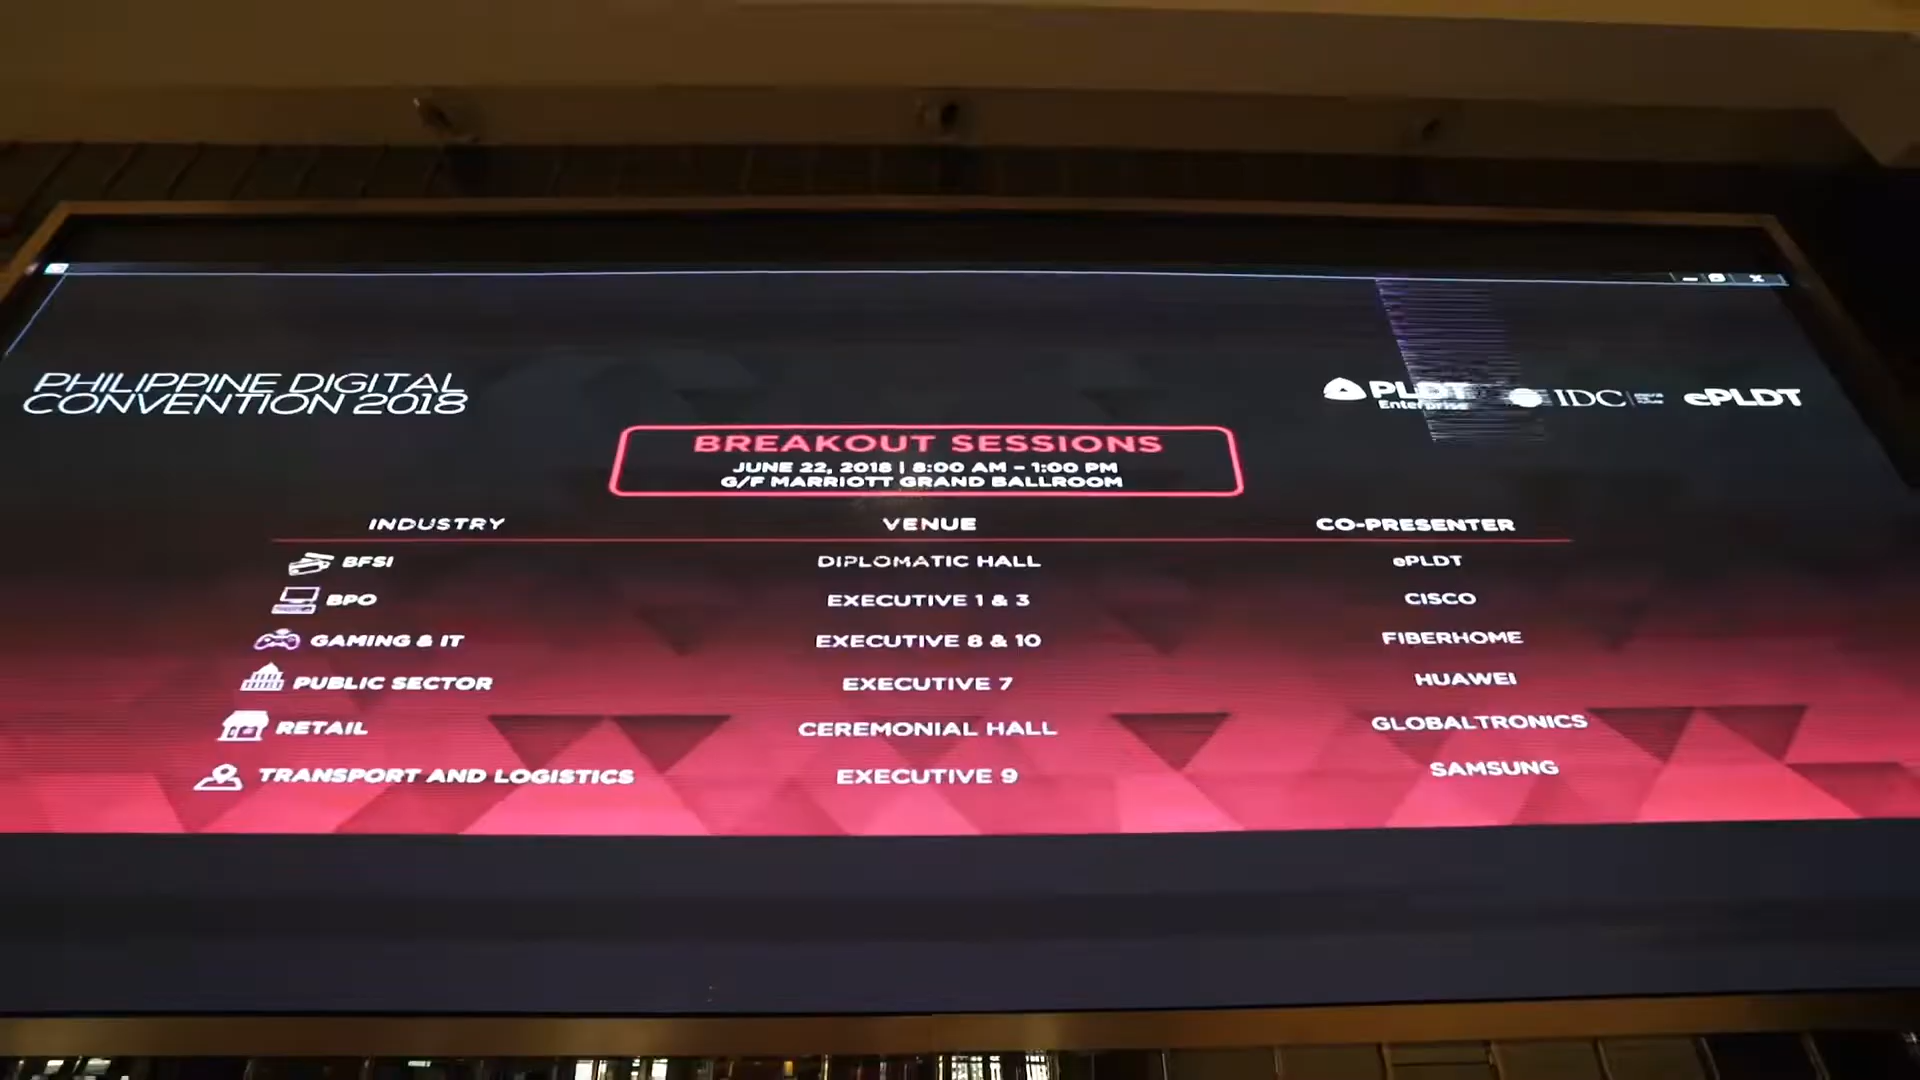 PHILIPPINE DIGITAL
CONVENTION 2018
PLDT
Enterprise
IDC
ePLDT
BREAKOUT SESSIONS
JUNE 22, 2018 | 8:00 AM - 1:00 PM
G/F MARRIOTT GRAND BALLROOM
INDUSTRY VENUE CO-PRESENTER
BFSI DIPLOMATIC HALL ePLDT
BPO EXECUTIVE 1 & 3 CISCO
GAMING & IT EXECUTIVE 8 & 10 FIBERHOME
PUBLIC SECTOR EXECUTIVE 7 HUAWEI
RETAIL CEREMONIAL HALL GLOBALTRONICS
TRANSPORT AND LOGISTICS EXECUTIVE 9 SAMSUNG